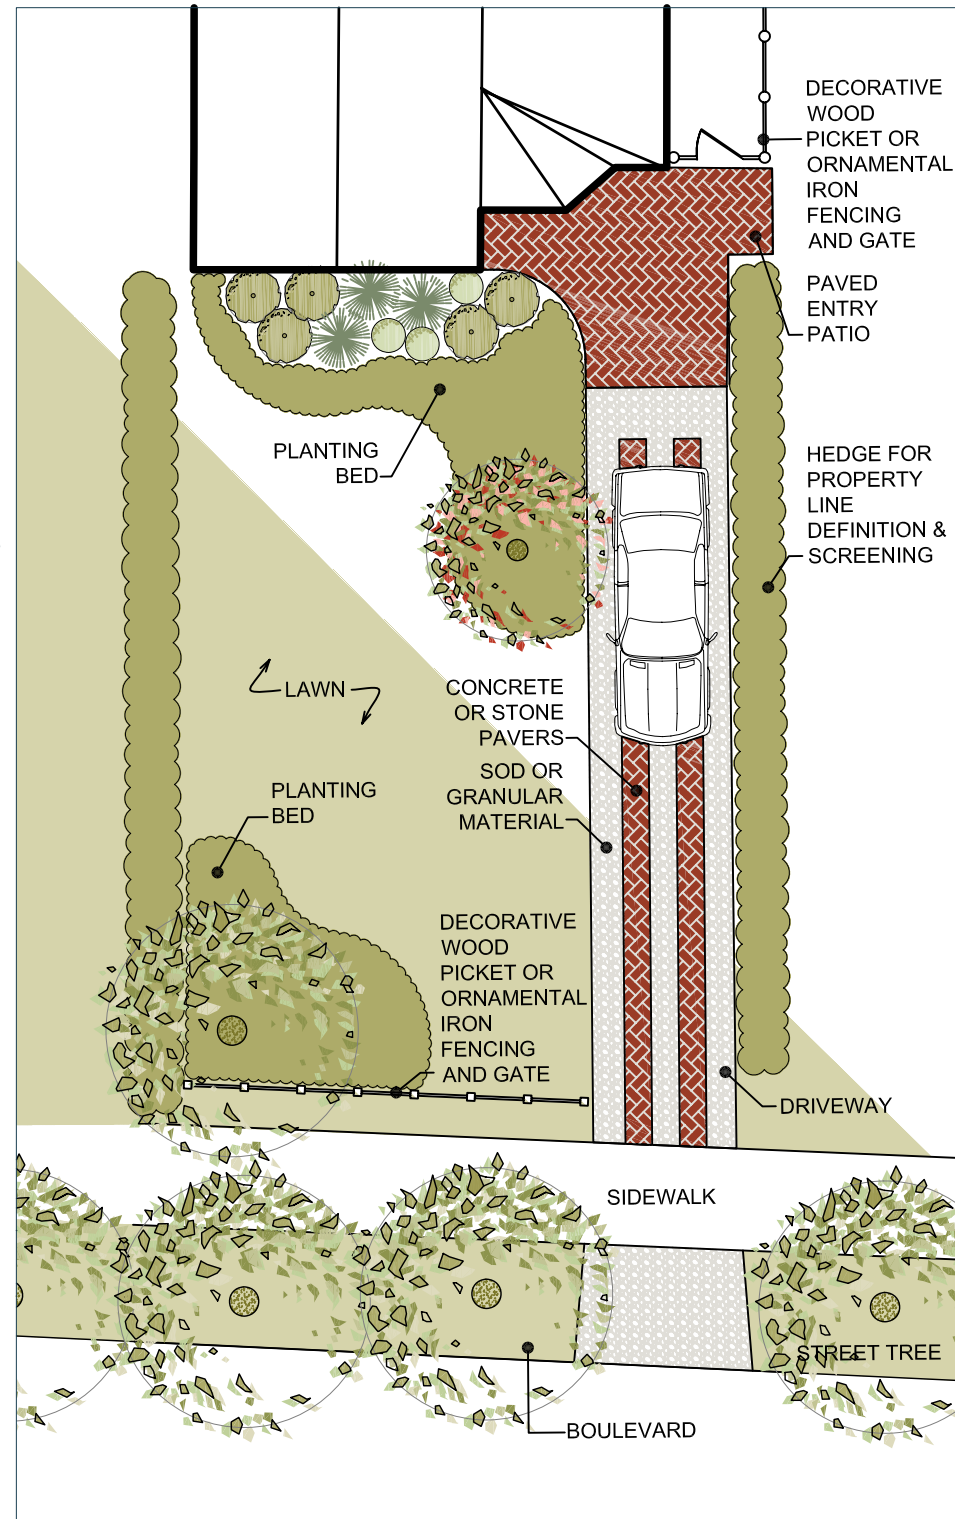 DECORATIVE
WOOD
PICKET OR
ORNAMENTAL
IRON
FENCING
AND GATE
PAVED
ENTRY
PATIO
PLANTING
BED
HEDGE FOR
PROPERTY
LINE
DEFINITION &
SCREENING
LAWN
CONCRETE
OR STONE
PAVERS
SOD OR
GRANULAR
MATERIAL
PLANTING
BED
DECORATIVE
WOOD
PICKET OR
ORNAMENTAL
IRON
FENCING
AND GATE
DRIVEWAY
SIDEWALK
STREET TREE
BOULEVARD